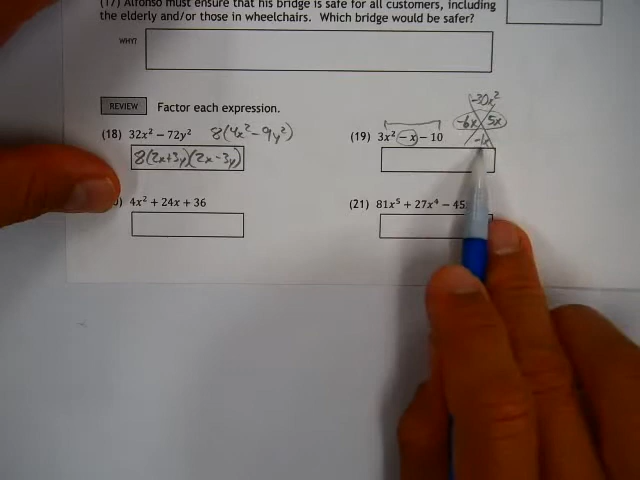 (17) Alfonso must ensure that his bridge is safe for all customers, including
the elderly and/or those in wheelchairs. Which bridge would be safer?
WHY?
REVIEW Factor each expression.
(18) 32x² − 72y² 8(4x² − 9y²)
8(2x+3y)(2x−3y)
(19) 3x² − x − 10
-30x²
-6x 5x
-1x
) 4x² + 24x + 36
(21) 81x⁵ + 27x⁴ − 45